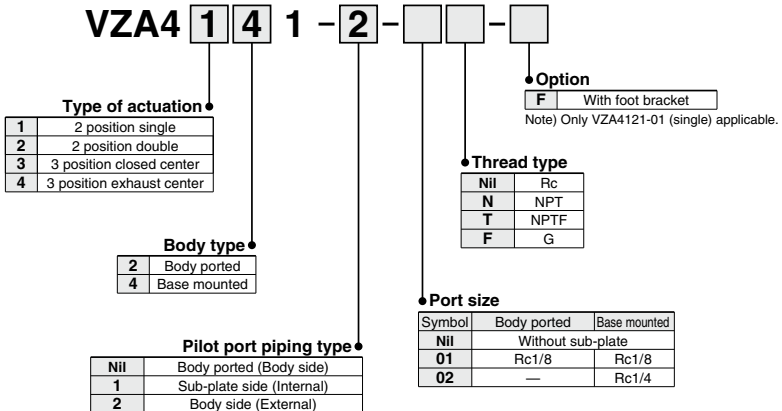 VZA4 1 4 1 – 2 – –
Option
F With foot bracket
Note) Only VZA4121-01 (single) applicable.
Type of actuation
1 2 position single
2 2 position double
3 3 position closed center
4 3 position exhaust center
Thread type
Nil Rc
N NPT
T NPTF
F G
Body type
2 Body ported
4 Base mounted
Port size
Symbol Body ported Base mounted
Nil Without sub-plate
01 Rc1/8 Rc1/8
02 — Rc1/4
Pilot port piping type
Nil Body ported (Body side)
1 Sub-plate side (Internal)
2 Body side (External)